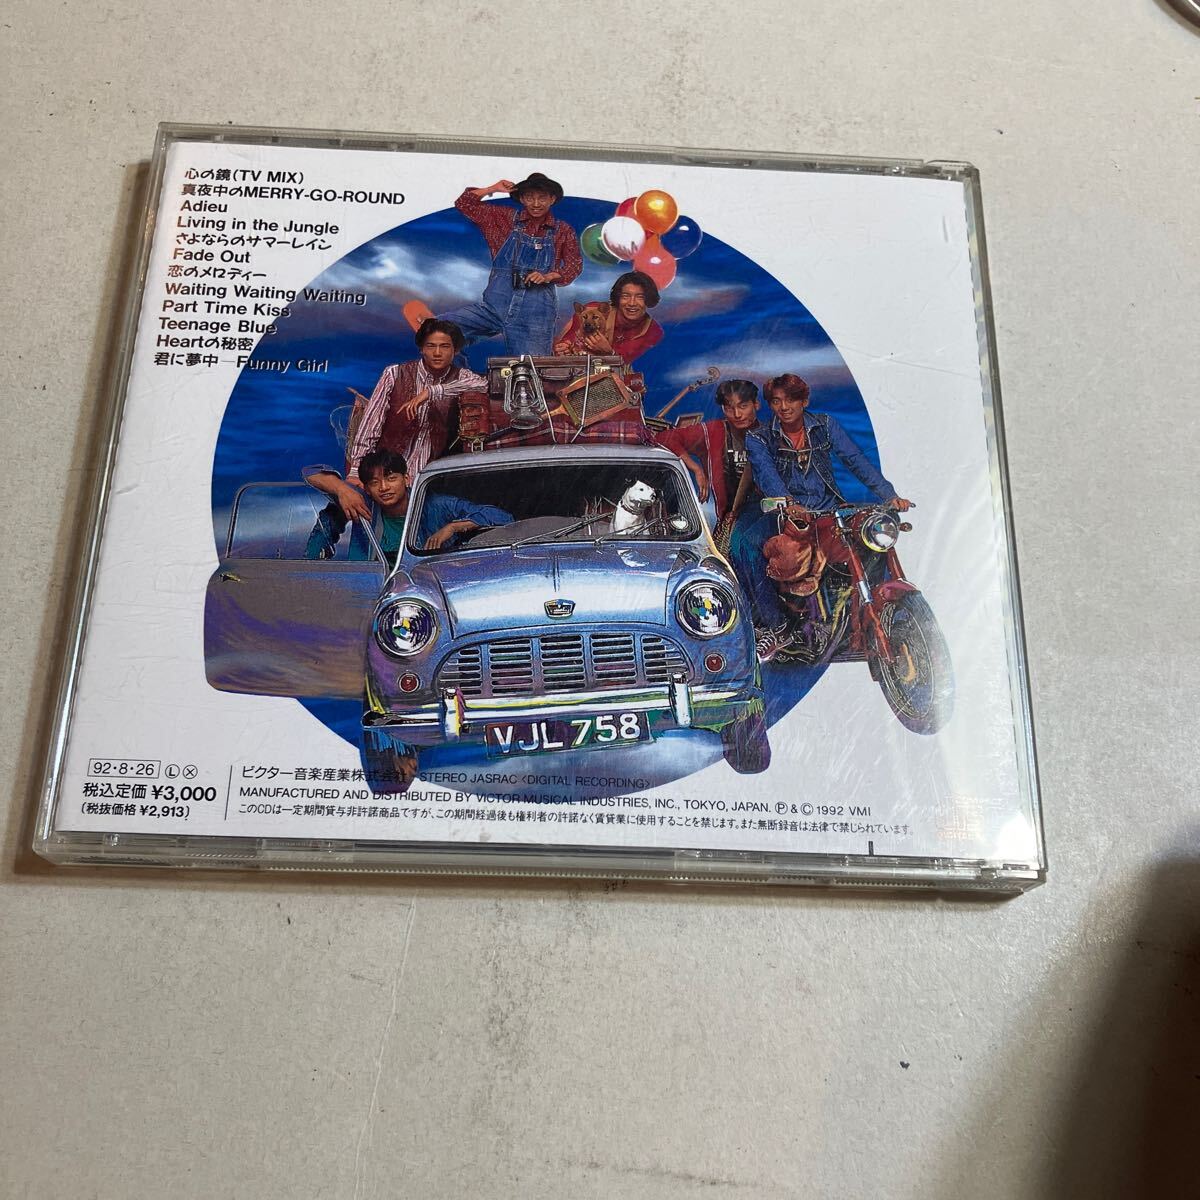 心の鏡(TV MIX)
真夜中のMERRY-GO-ROUND
Adieu
Living in the Jungle
さよならのサマーレイン
Fade Out
恋のメロディー
Waiting Waiting Waiting
Part Time Kiss
Teenage Blue
Heartの秘密
君に夢中—Funny Girl
VJL 758
92・8・26 Ⓛ ⓧ
税込定価 ¥3,000
(税抜価格 ¥2,913)
ビクター音楽産業株式会社・STEREO JASRAC〈DIGITAL RECORDING〉
MANUFACTURED AND DISTRIBUTED BY VICTOR MUSICAL INDUSTRIES, INC., TOKYO, JAPAN. Ⓟ & © 1992 VMI
このCDは一定期間貸与非許諾商品ですが、この期間経過後も権利者の許諾なく賃貸業に使用することを禁じます。また無断録音は法律で禁じられています。